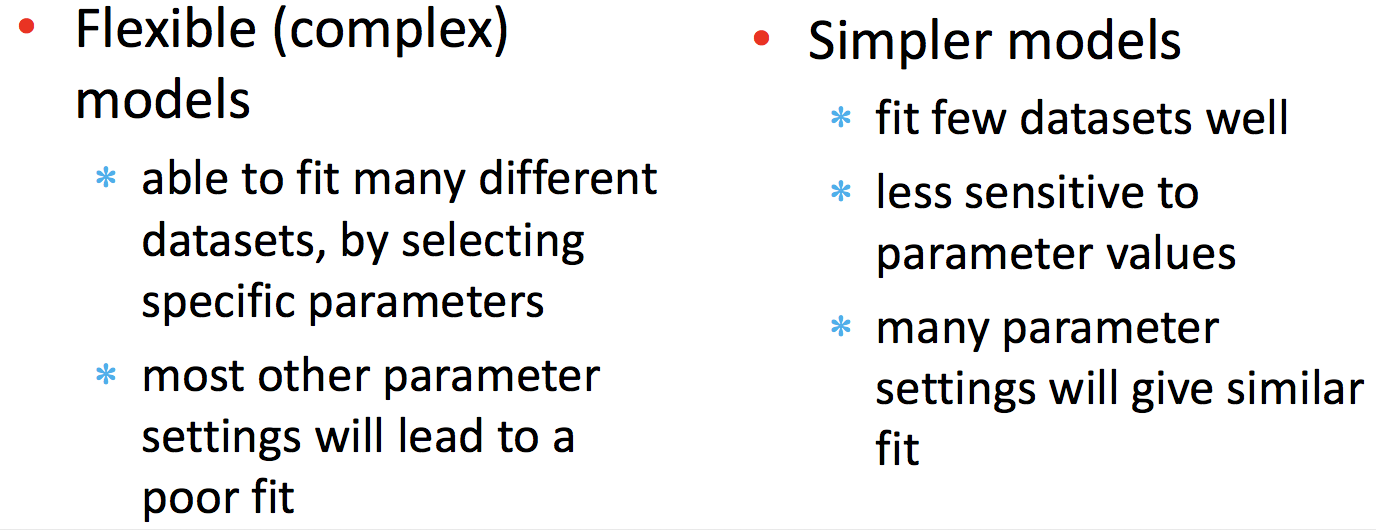 • Flexible (complex)
models
* able to fit many different
datasets, by selecting
specific parameters
* most other parameter
settings will lead to a
poor fit
• Simpler models
* fit few datasets well
* less sensitive to
parameter values
* many parameter
settings will give similar
fit